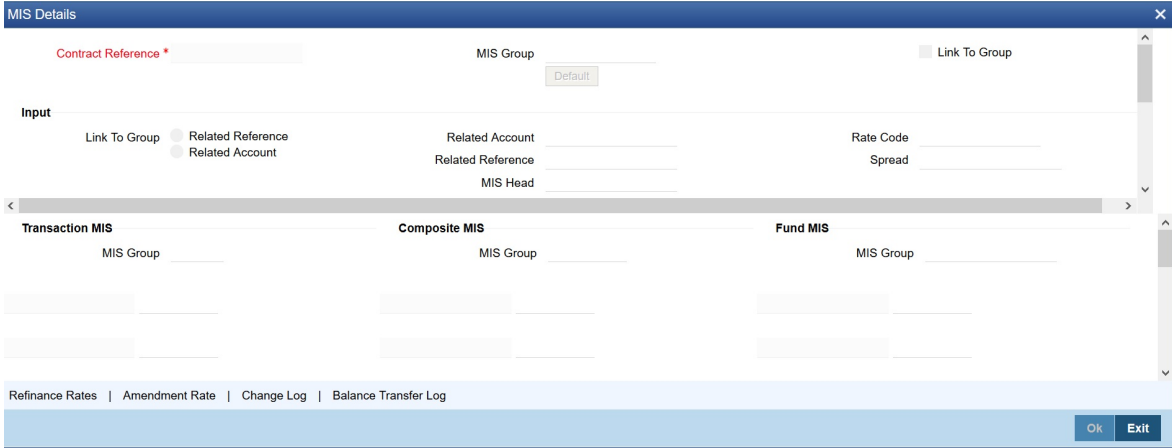 MIS Details
Contract Reference * MIS Group Link To Group
Default
Input
Link To Group Related Reference Related Account Rate Code
Related Account Related Reference Spread
MIS Head
Transaction MIS Composite MIS Fund MIS
MIS Group MIS Group MIS Group
Refinance Rates | Amendment Rate | Change Log | Balance Transfer Log
Ok Exit